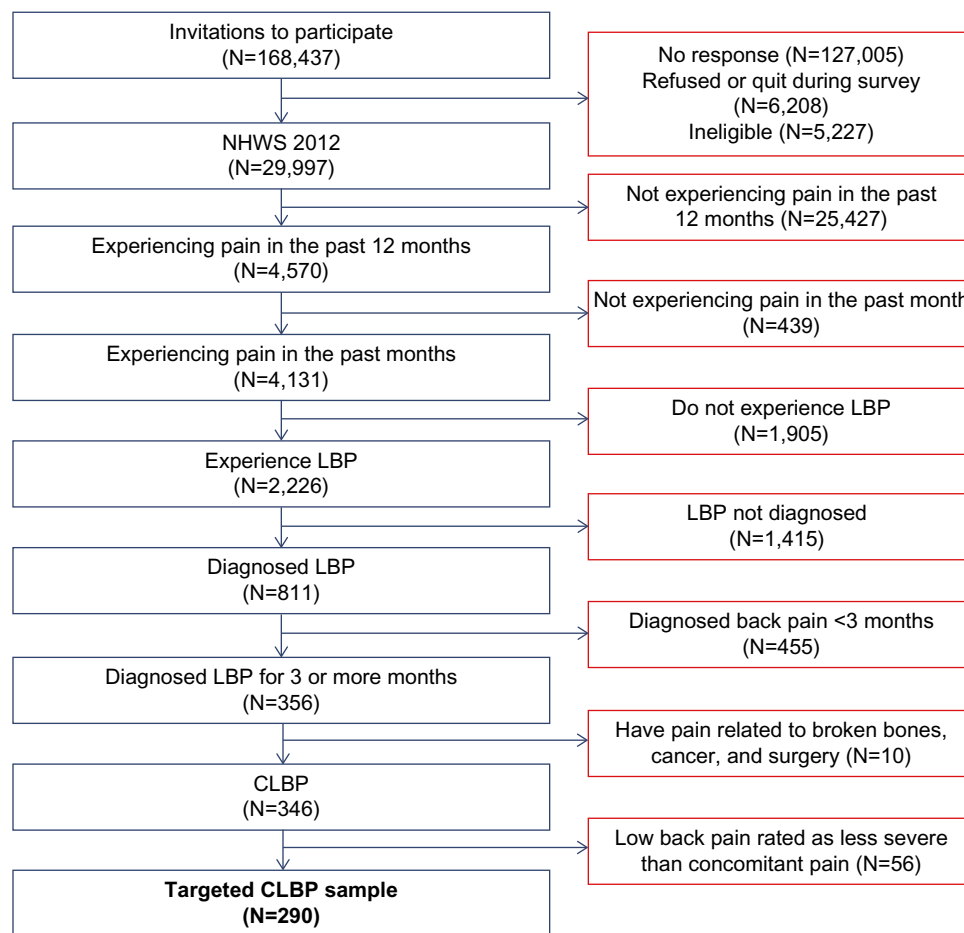 Invitations to participate
(N=168,437)
No response (N=127,005)
Refused or quit during survey
(N=6,208)
Ineligible (N=5,227)
NHWS 2012
(N=29,997)
Not experiencing pain in the past
12 months (N=25,427)
Experiencing pain in the past 12 months
(N=4,570)
Not experiencing pain in the past month
(N=439)
Experiencing pain in the past months
(N=4,131)
Do not experience LBP
(N=1,905)
Experience LBP
(N=2,226)
LBP not diagnosed
(N=1,415)
Diagnosed LBP
(N=811)
Diagnosed back pain <3 months
(N=455)
Diagnosed LBP for 3 or more months
(N=356)
Have pain related to broken bones,
cancer, and surgery (N=10)
CLBP
(N=346)
Low back pain rated as less severe
than concomitant pain (N=56)
Targeted CLBP sample
(N=290)